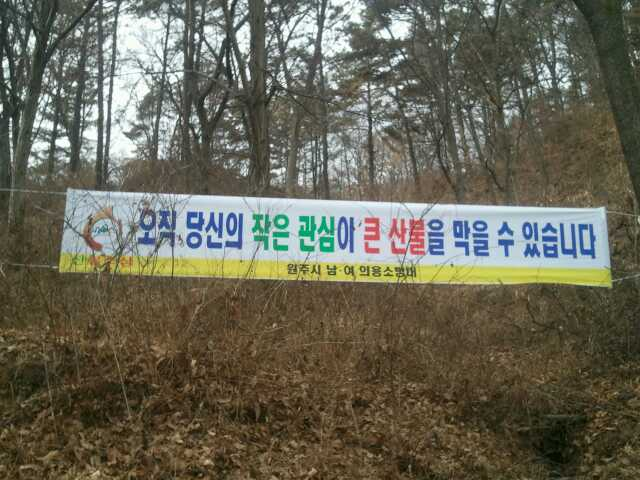 오직, 당신의 작은 관심이 큰 산불을 막을 수 있습니다
원주시 남·여 의용소방대